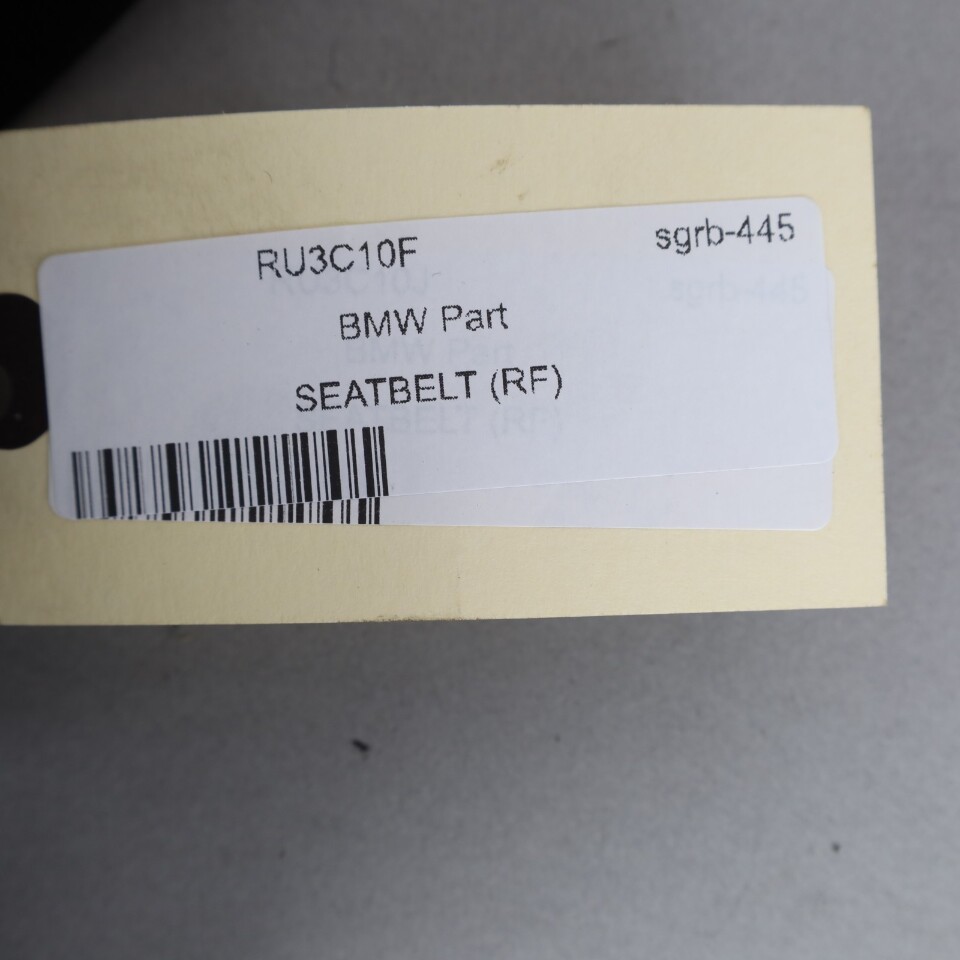 RU3C10F sgrb-445
BMW Part
SEATBELT (RF)